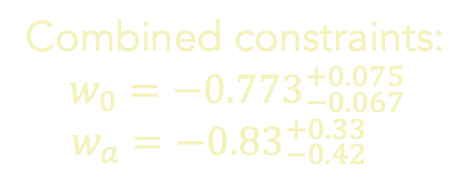 Combined constraints:
w₀ = −0.773 +0.075 −0.067
wₐ = −0.83 +0.33 −0.42